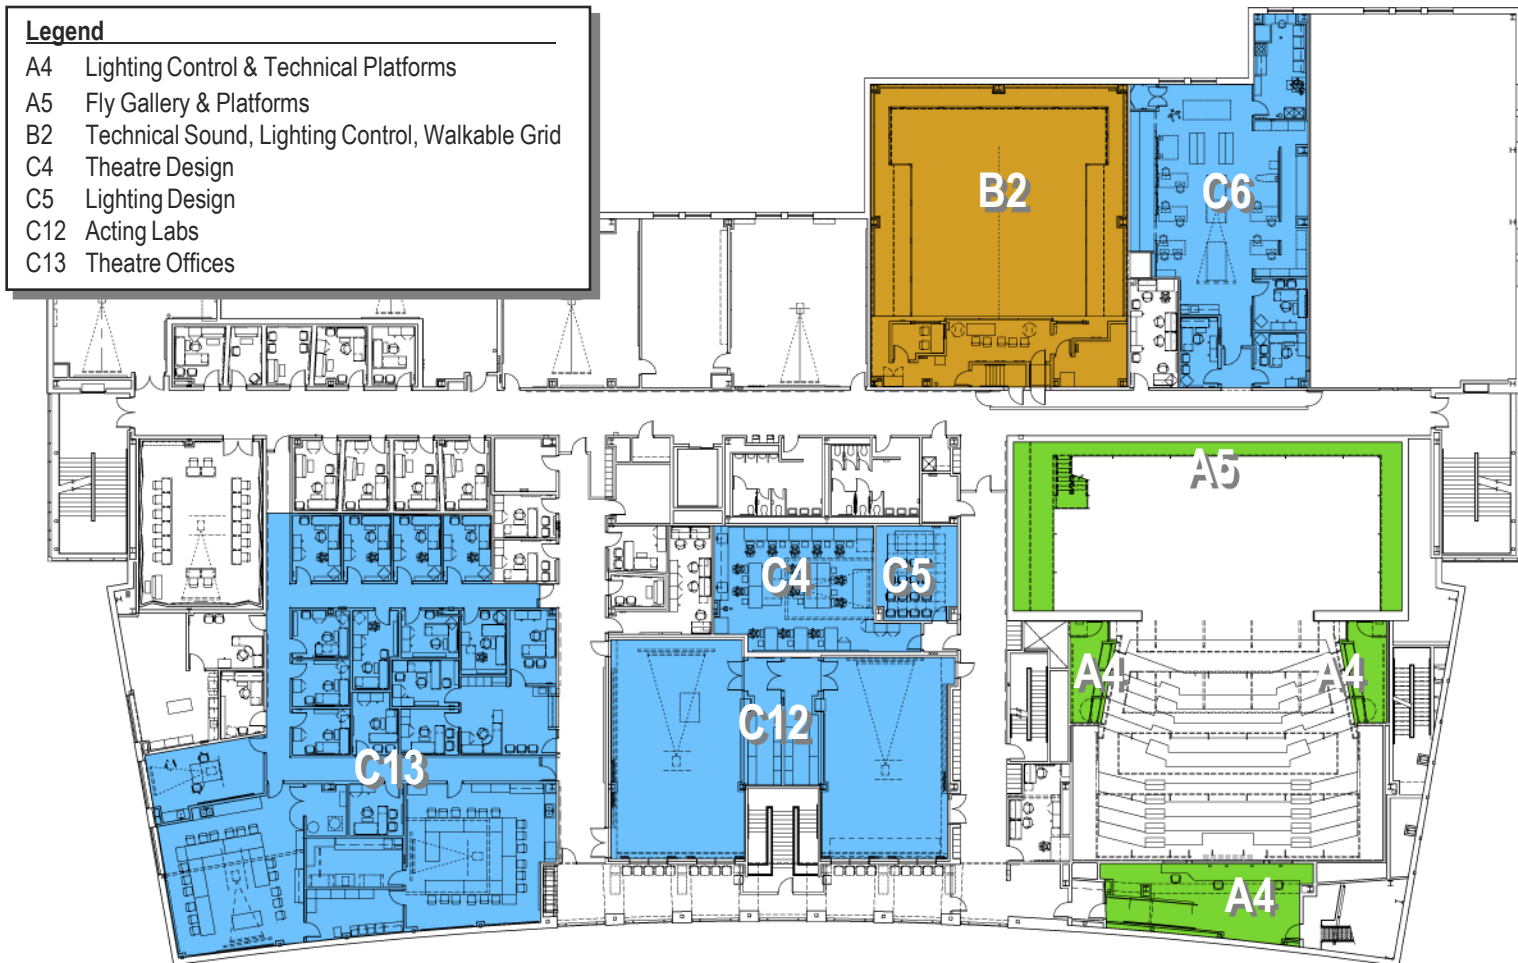 Legend
A4 Lighting Control & Technical Platforms
A5 Fly Gallery & Platforms
B2 Technical Sound, Lighting Control, Walkable Grid
C4 Theatre Design
C5 Lighting Design
C12 Acting Labs
C13 Theatre Offices
B2
C6
A5
C4
C5
A4
A4
C12
C13
A4